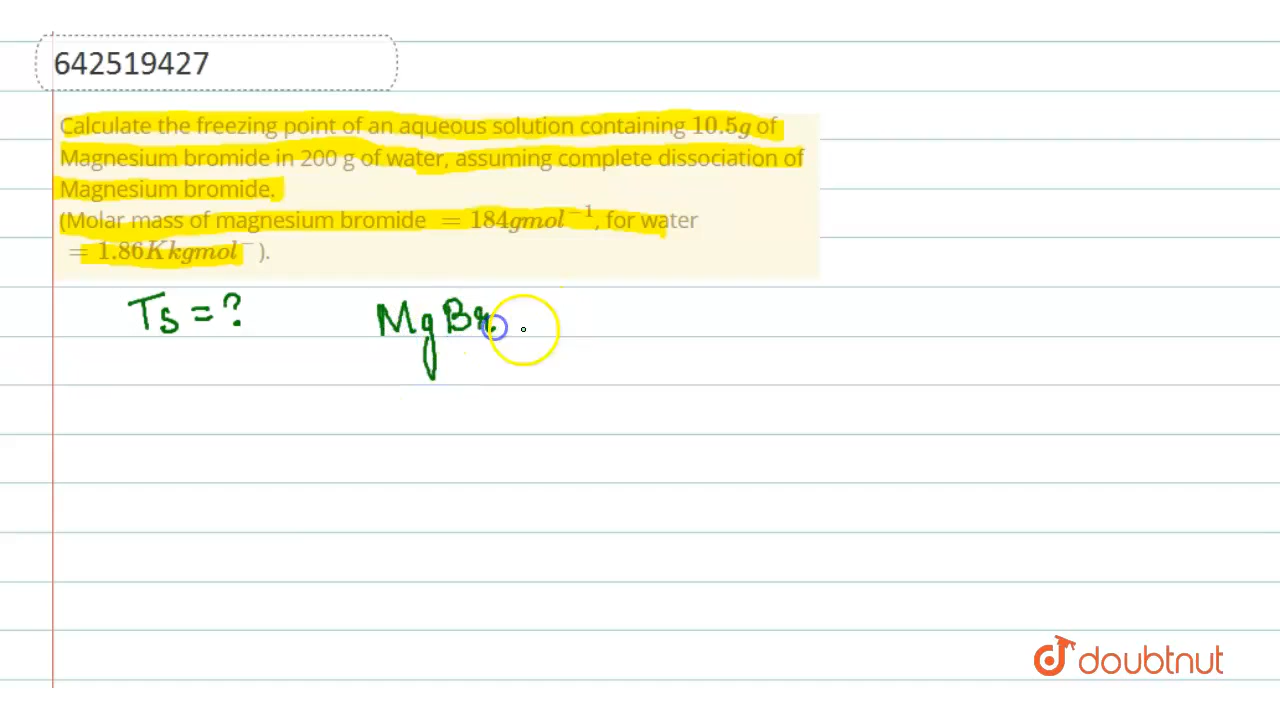 642519427
Calculate the freezing point of an aqueous solution containing 10.5g of
Magnesium bromide in 200 g of water, assuming complete dissociation of
Magnesium bromide.
(Molar mass of magnesium bromide = 184gmol⁻¹, for water
= 1.86Kkgmol⁻).
Ts = ? MgBr
doubtnut